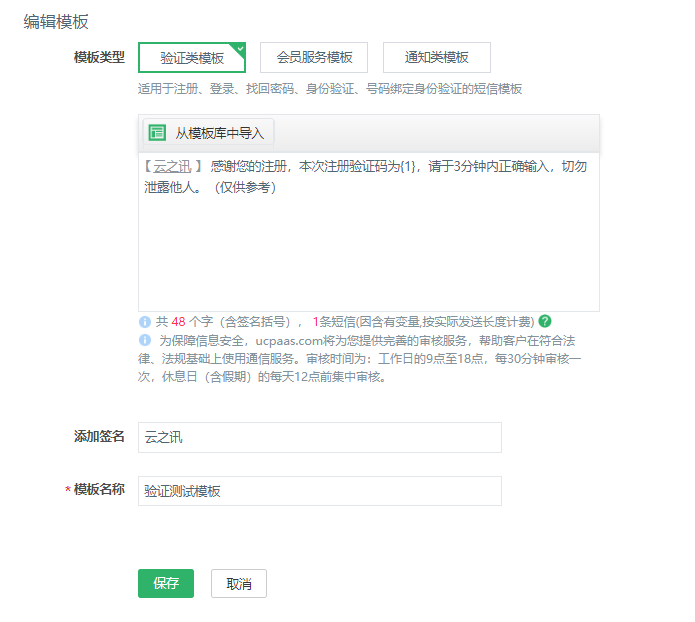 编辑模板
模板类型 验证类模板 会员服务模板 通知类模板
适用于注册、登录、找回密码、身份验证、号码绑定身份验证的短信模板
从模板库中导入
【云之讯 】 感谢您的注册，本次注册验证码为{1}，请于3分钟内正确输入，切勿
泄露他人。（仅供参考）
共 48 个字（含签名括号）， 1条短信(因含有变量,按实际发送长度计费)
为保障信息安全，ucpaas.com将为您提供完善的审核服务，帮助客户在符合法
律、法规基础上使用通信服务。审核时间为：工作日的9点至18点，每30分钟审核一
次，休息日（含假期）的每天12点前集中审核。
添加签名 云之讯
* 模板名称 验证测试模板
保存 取消